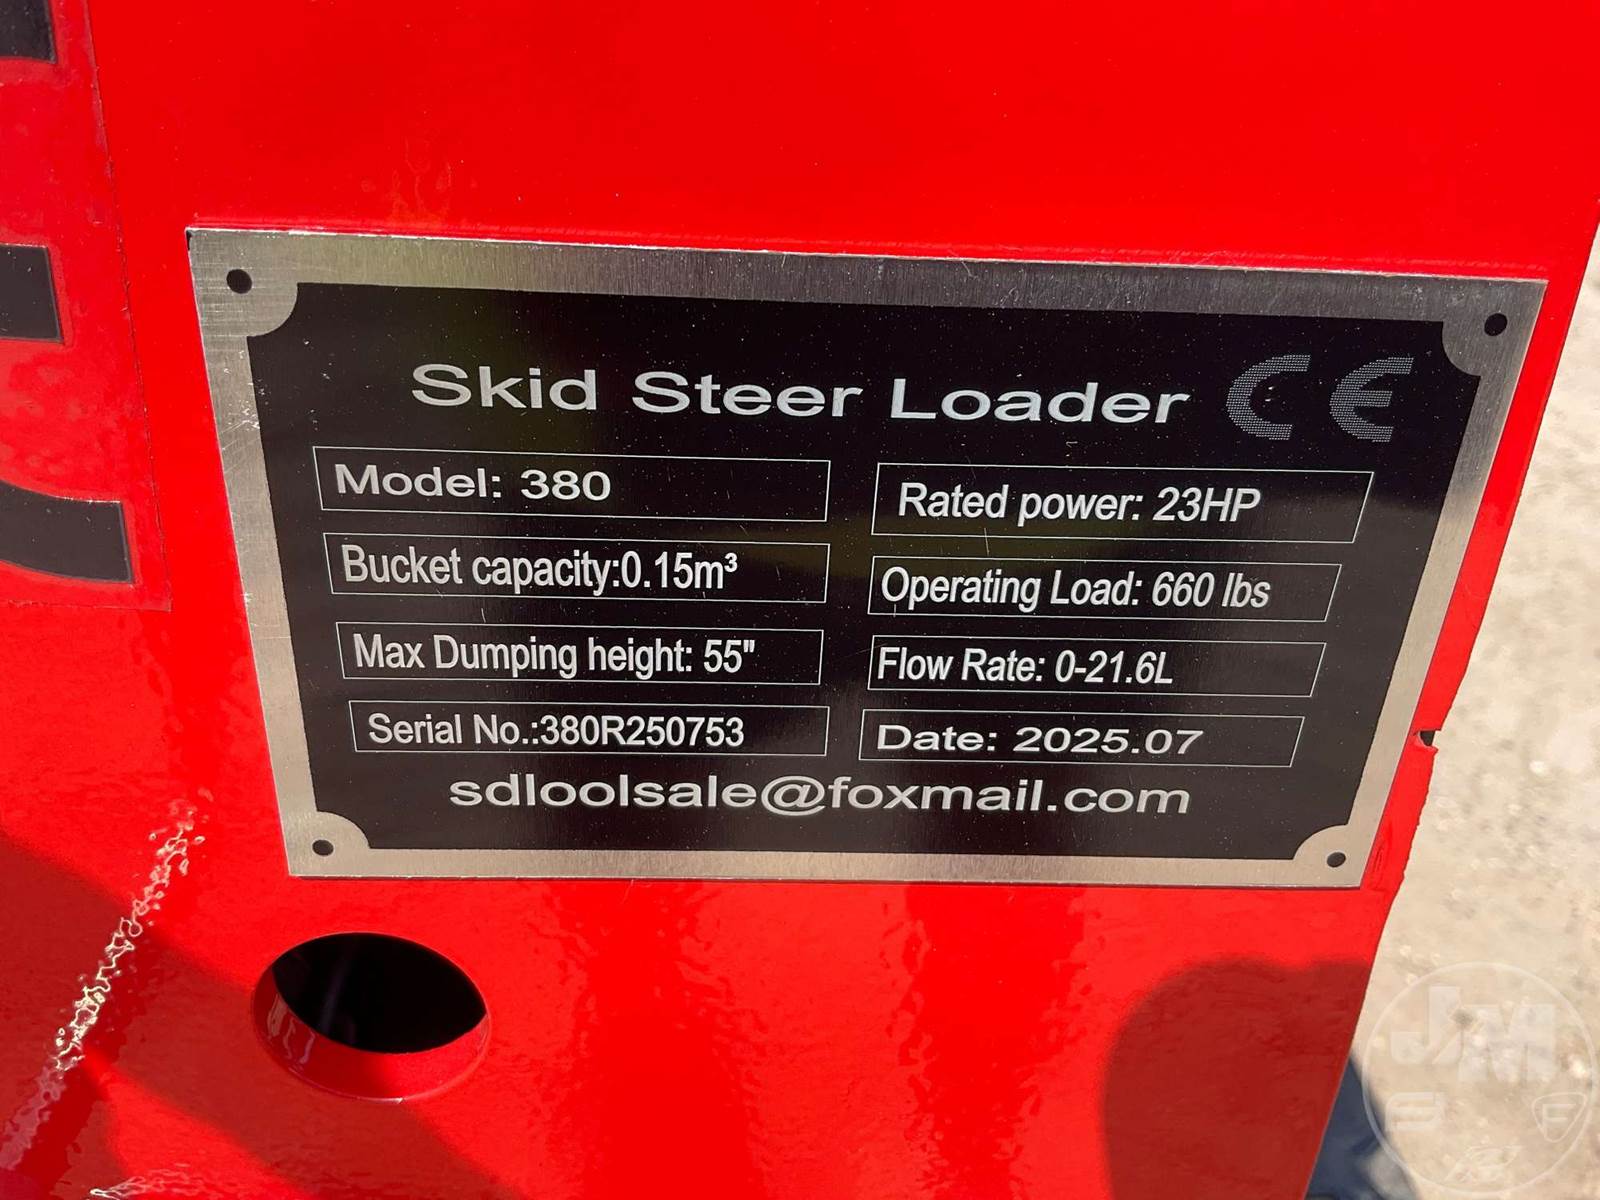 Skid Steer Loader CE
Model: 380
Rated power: 23HP
Bucket capacity:0.15m³
Operating Load: 660 lbs
Max Dumping height: 55"
Flow Rate: 0-21.6L
Serial No.:380R250753
Date: 2025.07
sdloolsale@foxmail.com
JM